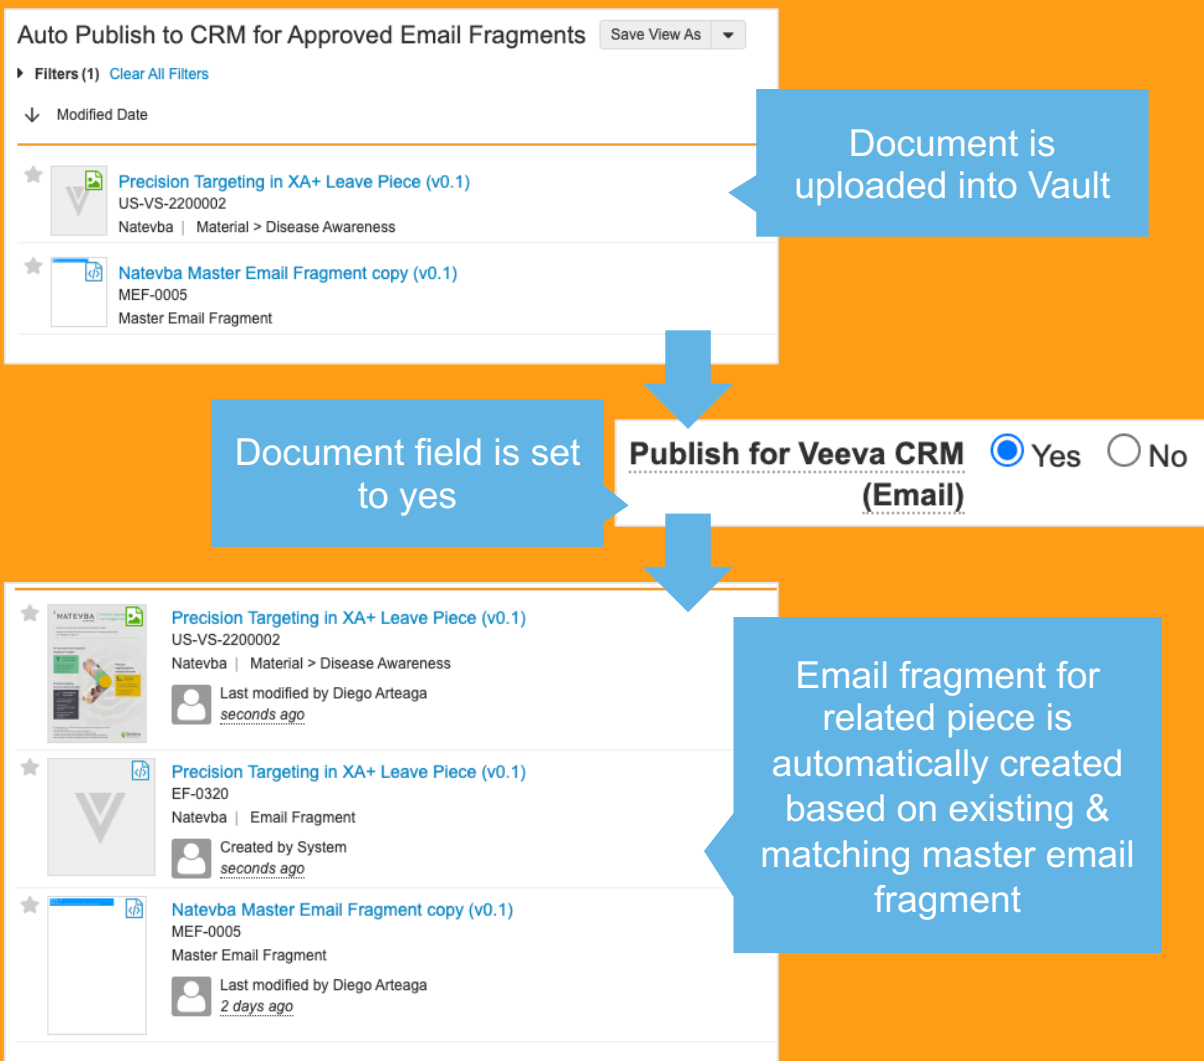 Auto Publish to CRM for Approved Email Fragments
Save View As
Filters (1) Clear All Filters
Modified Date
Precision Targeting in XA+ Leave Piece (v0.1)
US-VS-2200002
Natevba | Material > Disease Awareness
Natevba Master Email Fragment copy (v0.1)
MEF-0005
Master Email Fragment
Document is
uploaded into Vault
Document field is set
to yes
Publish for Veeva CRM
(Email)
Yes
No
NATEVBA
Precision Targeting in XA+ Leave Piece (v0.1)
US-VS-2200002
Natevba | Material > Disease Awareness
Last modified by Diego Arteaga
seconds ago
Precision Targeting in XA+ Leave Piece (v0.1)
EF-0320
Natevba | Email Fragment
Created by System
seconds ago
Natevba Master Email Fragment copy (v0.1)
MEF-0005
Master Email Fragment
Last modified by Diego Arteaga
2 days ago
Email fragment for
related piece is
automatically created
based on existing &
matching master email
fragment